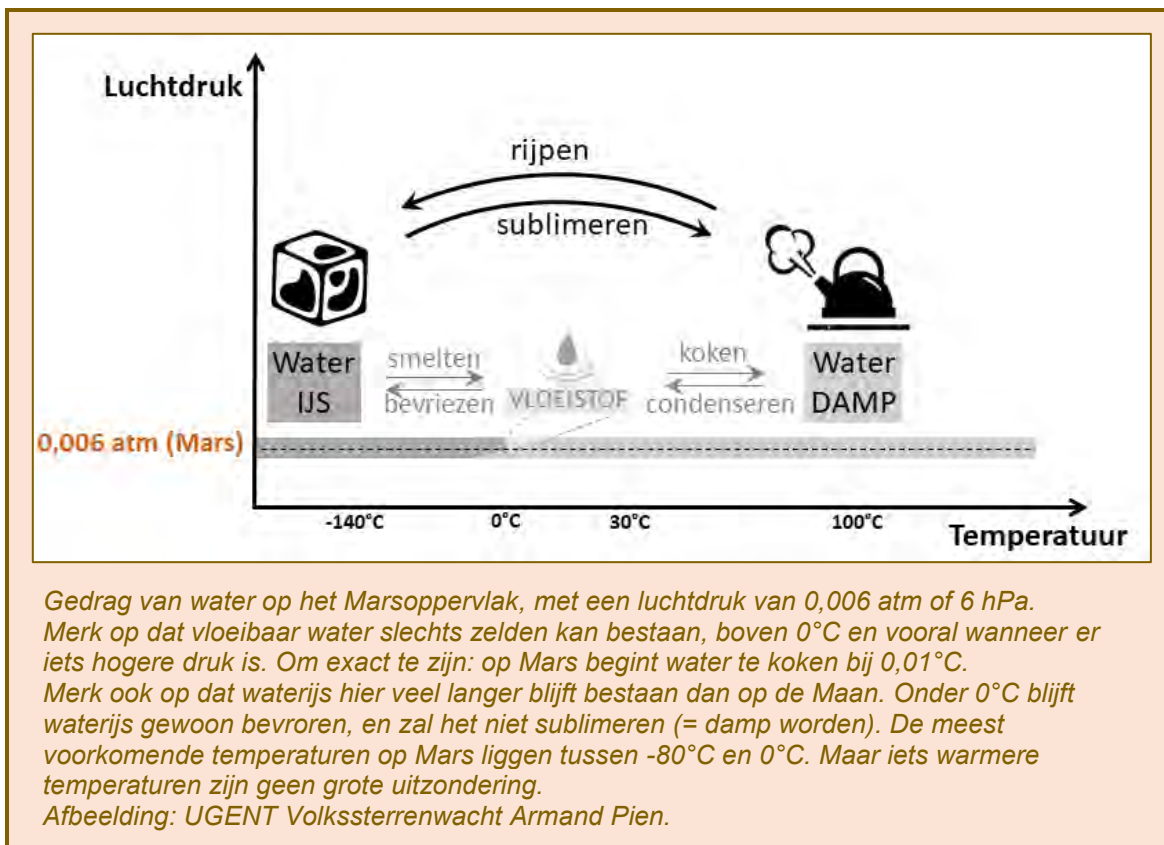 Luchtdruk
rijpen
sublimeren
Water
IJS
smelten
bevriezen
VLOEISTOF
koken
condenseren
Water
DAMP
0,006 atm (Mars)
-140°C
0°C
30°C
100°C
Temperatuur
Gedrag van water op het Marsoppervlak, met een luchtdruk van 0,006 atm of 6 hPa.
Merk op dat vloeibaar water slechts zelden kan bestaan, boven 0°C en vooral wanneer er
iets hogere druk is. Om exact te zijn: op Mars begint water te koken bij 0,01°C.
Merk ook op dat waterijs hier veel langer blijft bestaan dan op de Maan. Onder 0°C blijft
waterijs gewoon bevroren, en zal het niet sublimeren (= damp worden). De meest
voorkomende temperaturen op Mars liggen tussen -80°C en 0°C. Maar iets warmere
temperaturen zijn geen grote uitzondering.
Afbeelding: UGENT Volkssterrenwacht Armand Pien.